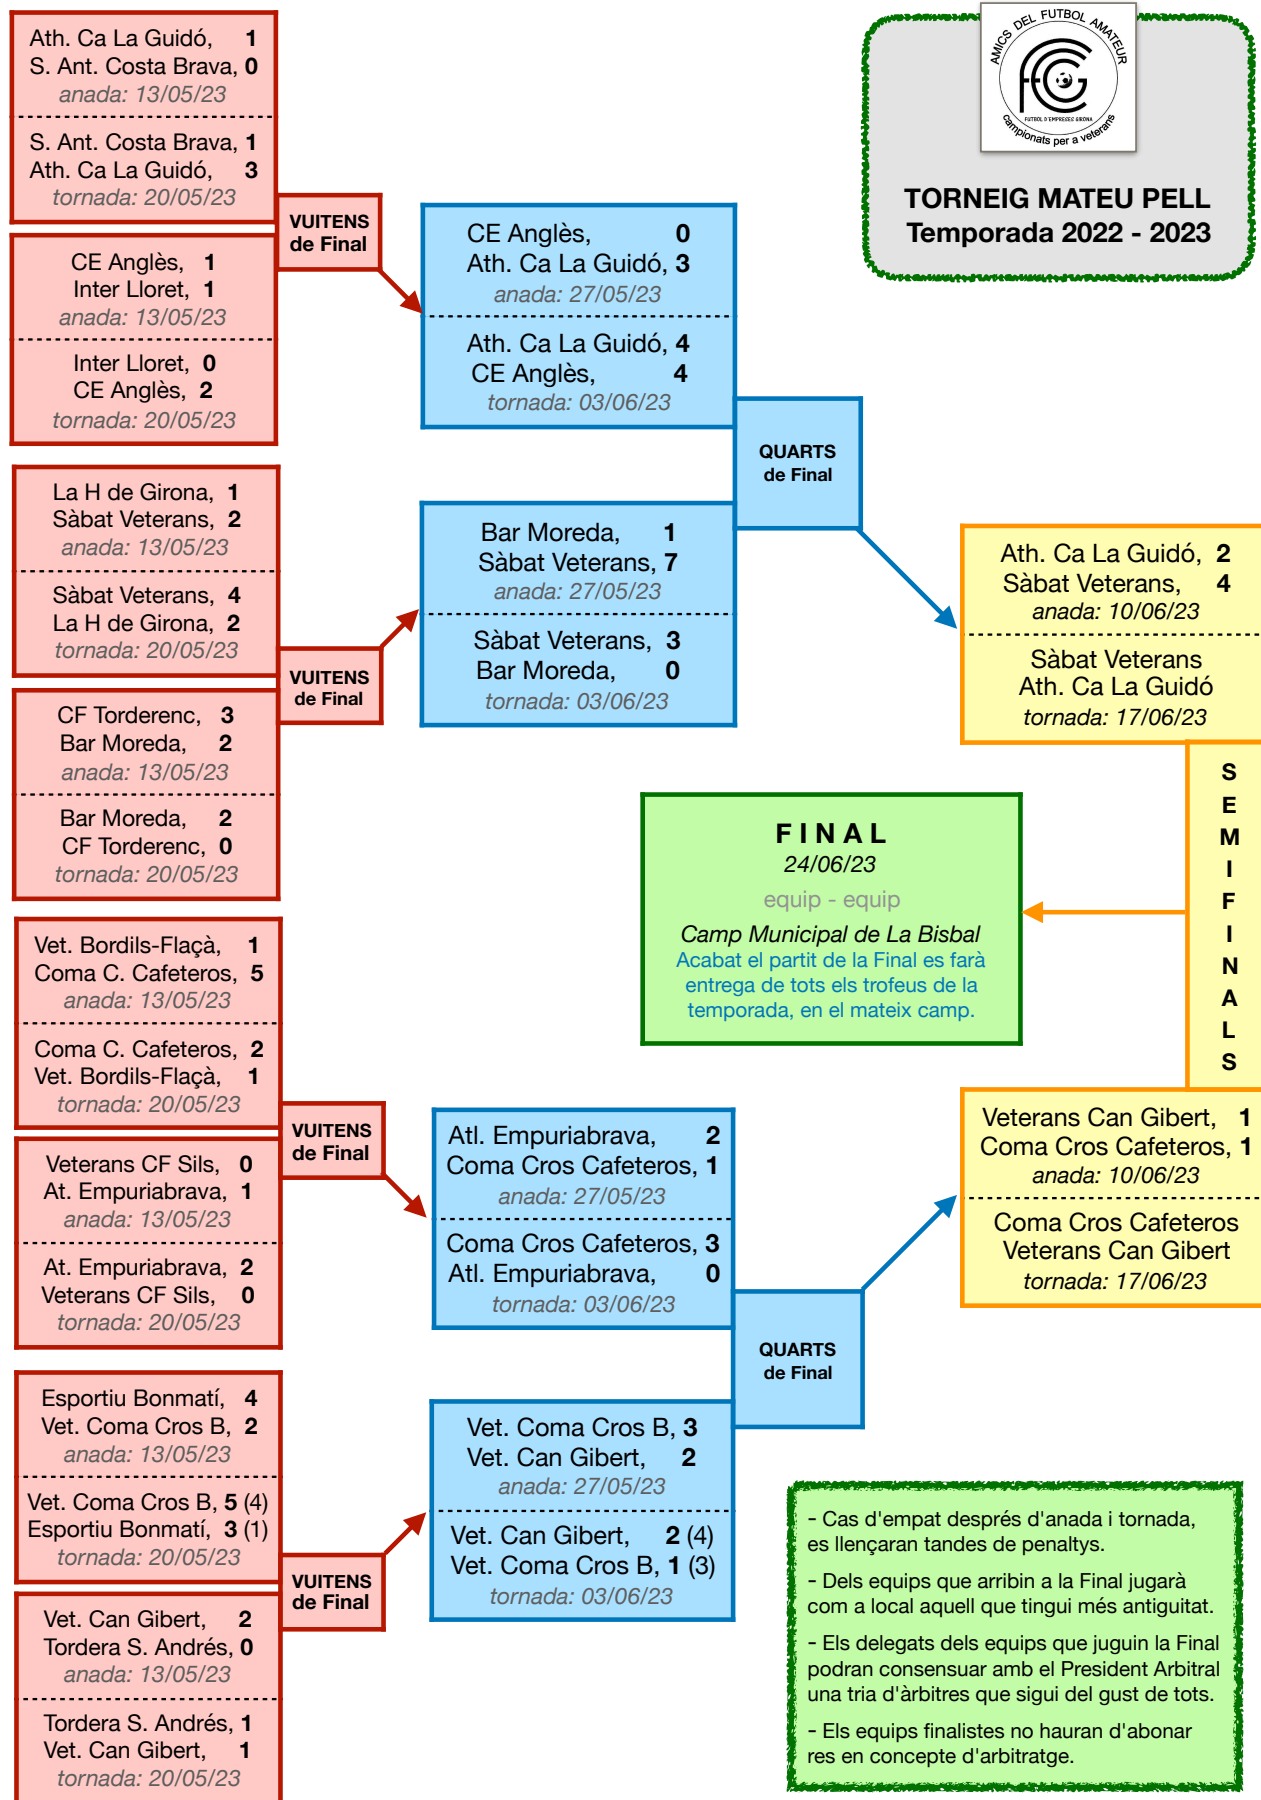 AMICS DEL FUTBOL AMATEUR
FCG
FUTBOL D'EMPRESES GIRONA
campionats per a veterans
TORNEIG MATEU PELL
Temporada 2022 - 2023
Ath. Ca La Guidó, 1
S. Ant. Costa Brava, 0
anada: 13/05/23
S. Ant. Costa Brava, 1
Ath. Ca La Guidó, 3
tornada: 20/05/23
CE Anglès, 1
Inter Lloret, 1
anada: 13/05/23
Inter Lloret, 0
CE Anglès, 2
tornada: 20/05/23
VUITENS
de Final
La H de Girona, 1
Sàbat Veterans, 2
anada: 13/05/23
Sàbat Veterans, 4
La H de Girona, 2
tornada: 20/05/23
CF Torderenc, 3
Bar Moreda, 2
anada: 13/05/23
Bar Moreda, 2
CF Torderenc, 0
tornada: 20/05/23
VUITENS
de Final
Vet. Bordils-Flaçà, 1
Coma C. Cafeteros, 5
anada: 13/05/23
Coma C. Cafeteros, 2
Vet. Bordils-Flaçà, 1
tornada: 20/05/23
Veterans CF Sils, 0
At. Empuriabrava, 1
anada: 13/05/23
At. Empuriabrava, 2
Veterans CF Sils, 0
tornada: 20/05/23
VUITENS
de Final
Esportiu Bonmatí, 4
Vet. Coma Cros B, 2
anada: 13/05/23
Vet. Coma Cros B, 5 (4)
Esportiu Bonmatí, 3 (1)
tornada: 20/05/23
Vet. Can Gibert, 2
Tordera S. Andrés, 0
anada: 13/05/23
Tordera S. Andrés, 1
Vet. Can Gibert, 1
tornada: 20/05/23
VUITENS
de Final
CE Anglès, 0
Ath. Ca La Guidó, 3
anada: 27/05/23
Ath. Ca La Guidó, 4
CE Anglès, 4
tornada: 03/06/23
Bar Moreda, 1
Sàbat Veterans, 7
anada: 27/05/23
Sàbat Veterans, 3
Bar Moreda, 0
tornada: 03/06/23
QUARTS
de Final
Atl. Empuriabrava, 2
Coma Cros Cafeteros, 1
anada: 27/05/23
Coma Cros Cafeteros, 3
Atl. Empuriabrava, 0
tornada: 03/06/23
Vet. Coma Cros B, 3
Vet. Can Gibert, 2
anada: 27/05/23
Vet. Can Gibert, 2 (4)
Vet. Coma Cros B, 1 (3)
tornada: 03/06/23
QUARTS
de Final
Ath. Ca La Guidó, 2
Sàbat Veterans, 4
anada: 10/06/23
Sàbat Veterans
Ath. Ca La Guidó
tornada: 17/06/23
S
E
M
I
F
I
N
A
L
S
Veterans Can Gibert, 1
Coma Cros Cafeteros, 1
anada: 10/06/23
Coma Cros Cafeteros
Veterans Can Gibert
tornada: 17/06/23
FINAL
24/06/23
equip - equip
Camp Municipal de La Bisbal
Acabat el partit de la Final es farà
entrega de tots els trofeus de la
temporada, en el mateix camp.
- Cas d'empat després d'anada i tornada,
es llençaran tandes de penaltys.
- Dels equips que arribin a la Final jugarà
com a local aquell que tingui més antiguitat.
- Els delegats dels equips que juguin la Final
podran consensuar amb el President Arbitral
una tria d'àrbitres que sigui del gust de tots.
- Els equips finalistes no hauran d'abonar
res en concepte d'arbitratge.